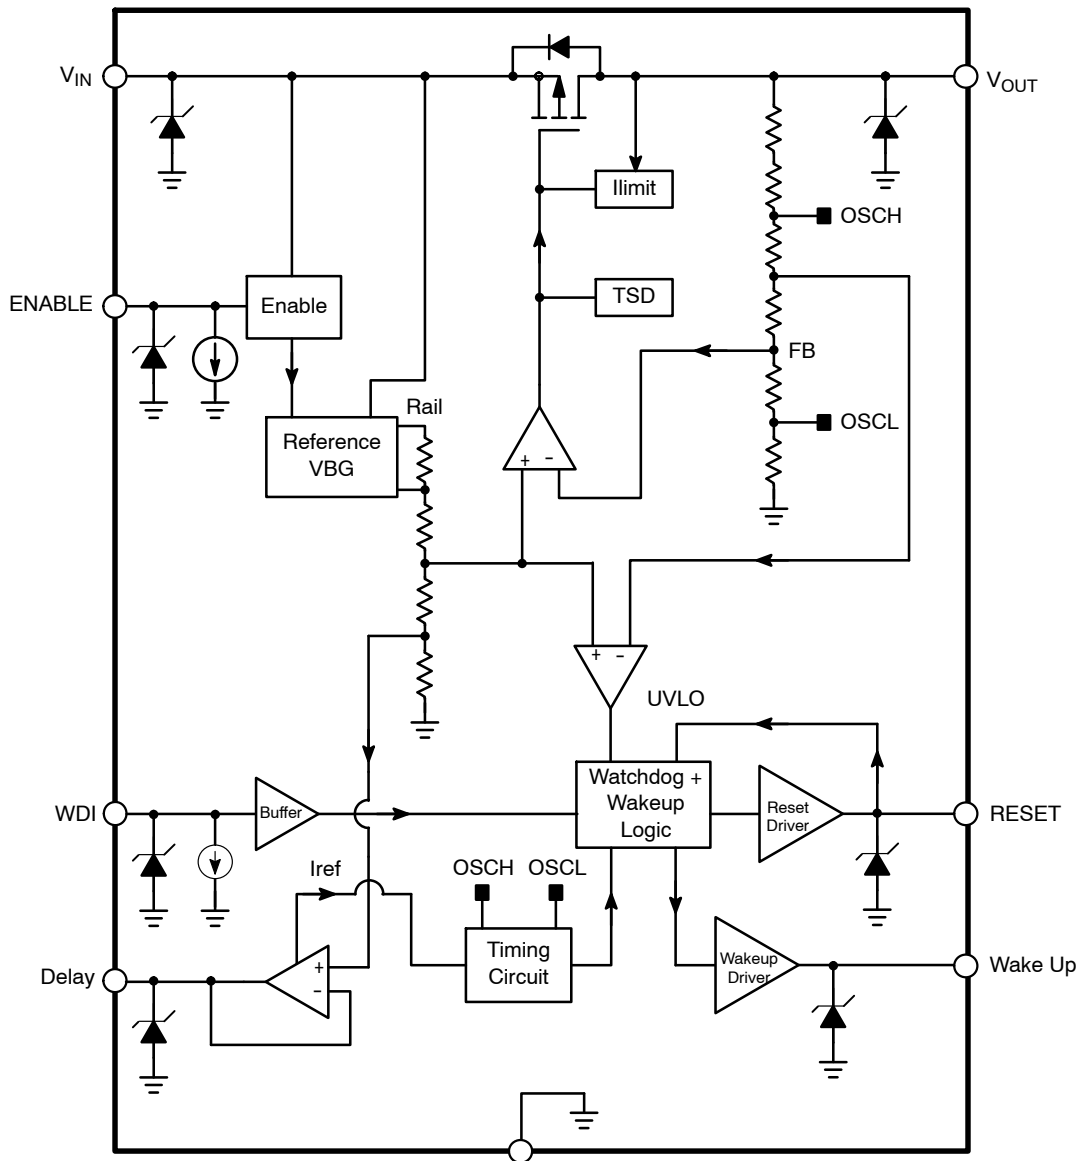 VIN
VOUT
Ilimit
OSCH
ENABLE
Enable
TSD
FB
Rail
Reference
VBG
+ −
OSCL
+ −
UVLO
WDI
Buffer
Watchdog +
Wakeup
Logic
Reset
Driver
RESET
Iref
OSCH
OSCL
Delay
+
−
Timing
Circuit
Wakeup
Driver
Wake Up